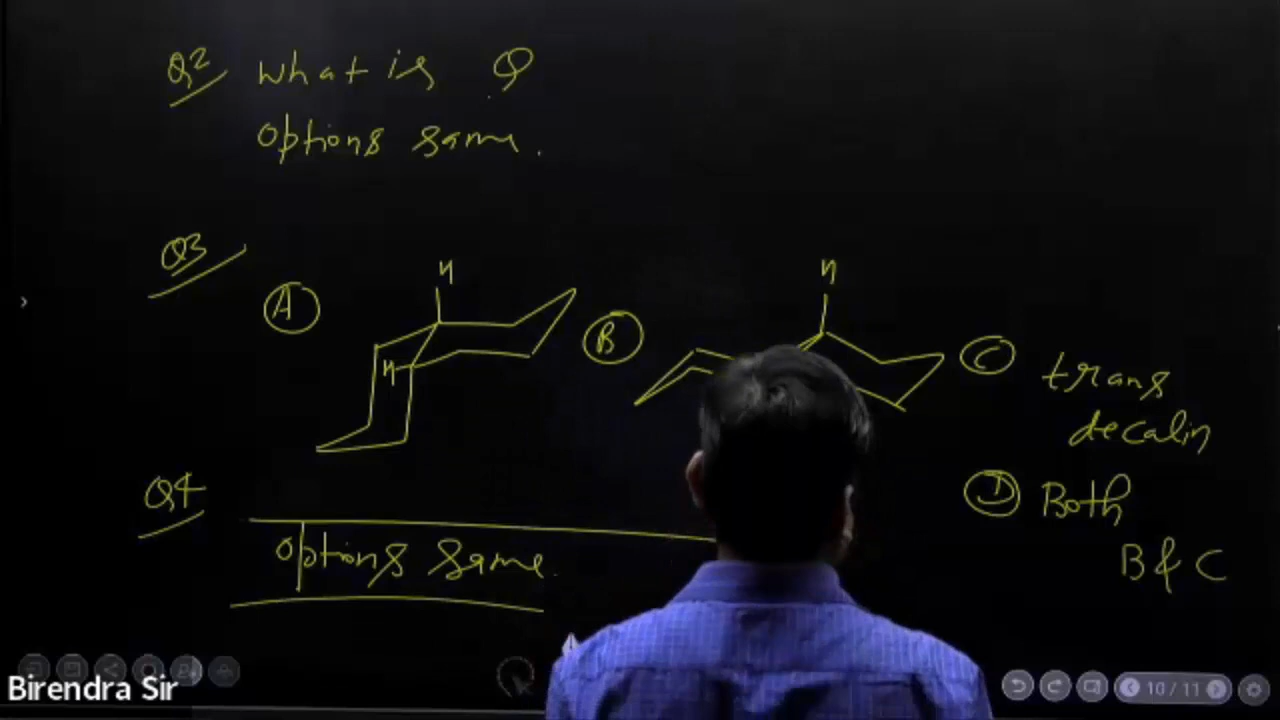 Q2 What is Q
options same.
Q3
A
H
H
B
H
C trans
decalin
D Both
B & C
Q4
options same.
Birendra Sir
10 / 11